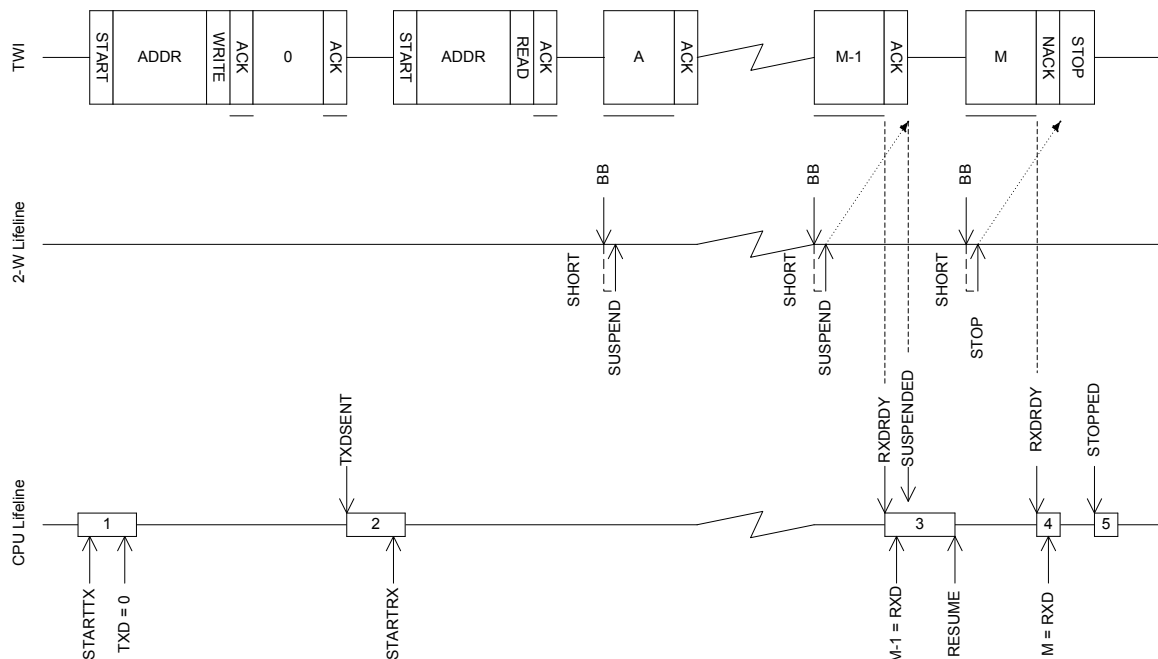 TWI
START
ADDR
WRITE
ACK
0
ACK
START
ADDR
READ
ACK
A
ACK
M-1
ACK
M
NACK
STOP
2-W Lifeline
BB
SHORT
SUSPEND
BB
SHORT
SUSPEND
BB
SHORT
STOP
CPU Lifeline
1
STARTTX
TXD = 0
TXDSENT
2
STARTRX
RXDRDY
SUSPENDED
3
M-1 = RXD
RESUME
RXDRDY
4
M = RXD
STOPPED
5